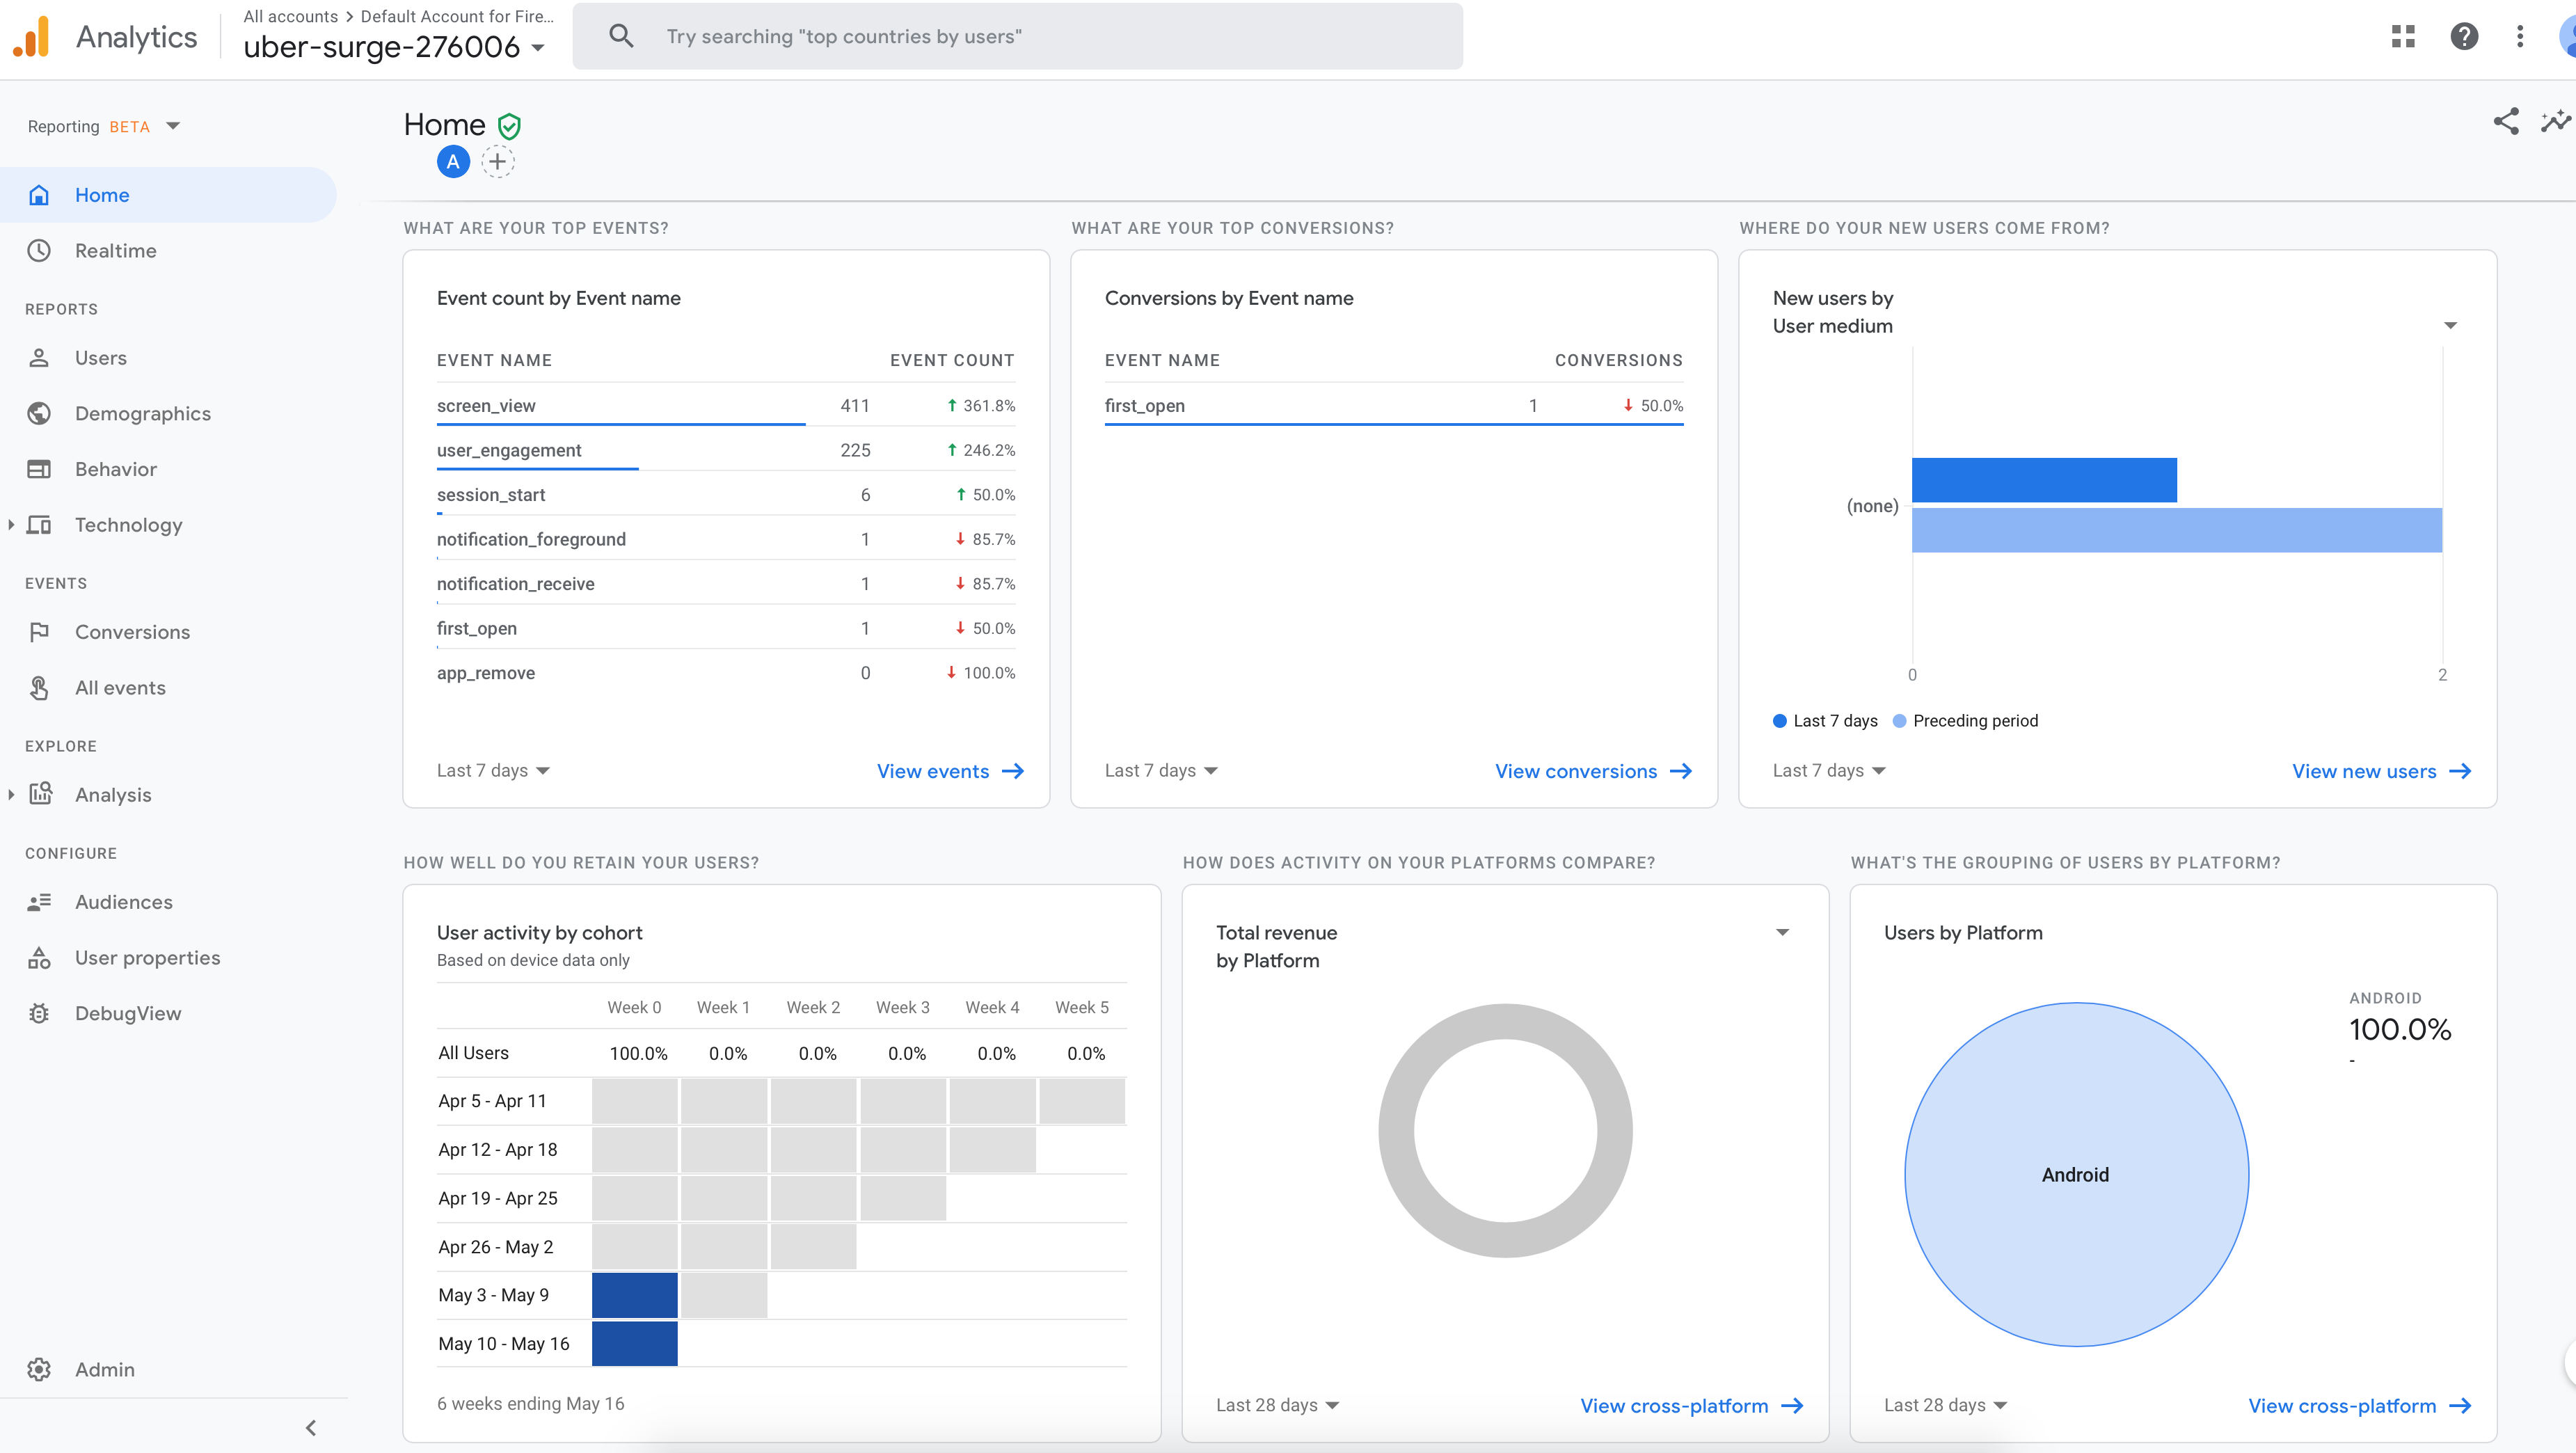 Analytics
All accounts > Default Account for Fire...
uber-surge-276006
Try searching "top countries by users"
Reporting BETA
Home
Realtime
REPORTS
Users
Demographics
Behavior
Technology
EVENTS
Conversions
All events
EXPLORE
Analysis
CONFIGURE
Audiences
User properties
DebugView
Admin
Home
A
WHAT ARE YOUR TOP EVENTS?
Event count by Event name
EVENT NAME EVENT COUNT
screen_view 411 361.8%
user_engagement 225 246.2%
session_start 6 50.0%
notification_foreground 1 85.7%
notification_receive 1 85.7%
first_open 1 50.0%
app_remove 0 100.0%
Last 7 days View events
WHAT ARE YOUR TOP CONVERSIONS?
Conversions by Event name
EVENT NAME CONVERSIONS
first_open 1 50.0%
Last 7 days View conversions
WHERE DO YOUR NEW USERS COME FROM?
New users by
User medium
(none)
0 2
Last 7 days Preceding period
Last 7 days View new users
HOW WELL DO YOU RETAIN YOUR USERS?
User activity by cohort
Based on device data only
Week 0 Week 1 Week 2 Week 3 Week 4 Week 5
All Users 100.0% 0.0% 0.0% 0.0% 0.0% 0.0%
Apr 5 - Apr 11
Apr 12 - Apr 18
Apr 19 - Apr 25
Apr 26 - May 2
May 3 - May 9
May 10 - May 16
6 weeks ending May 16
HOW DOES ACTIVITY ON YOUR PLATFORMS COMPARE?
Total revenue
by Platform
Last 28 days View cross-platform
WHAT'S THE GROUPING OF USERS BY PLATFORM?
Users by Platform
ANDROID
100.0%
-
Android
Last 28 days View cross-platform